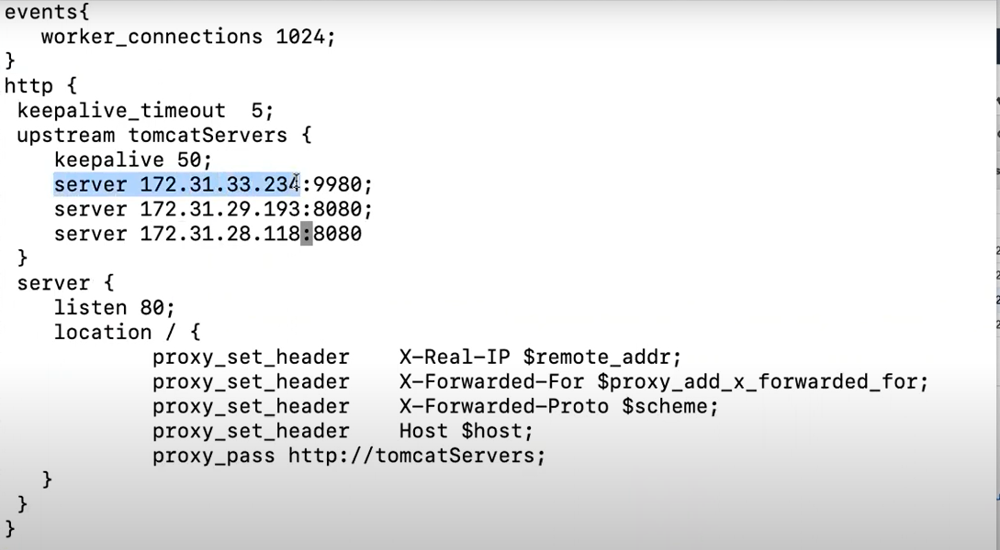 events{
   worker_connections 1024;
}
http {
 keepalive_timeout  5;
 upstream tomcatServers {
    keepalive 50;
    server 172.31.33.234:9980;
    server 172.31.29.193:8080;
    server 172.31.28.118:8080
 }
 server {
    listen 80;
    location / {
            proxy_set_header    X-Real-IP $remote_addr;
            proxy_set_header    X-Forwarded-For $proxy_add_x_forwarded_for;
            proxy_set_header    X-Forwarded-Proto $scheme;
            proxy_set_header    Host $host;
            proxy_pass http://tomcatServers;
   }
 }
}